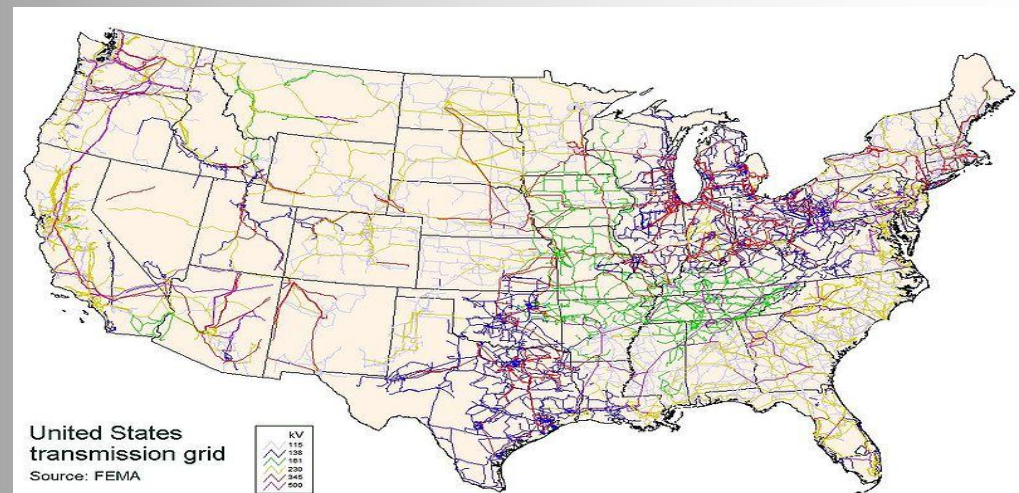 United States
transmission grid
Source: FEMA
kV
115
138
161
230
345
500